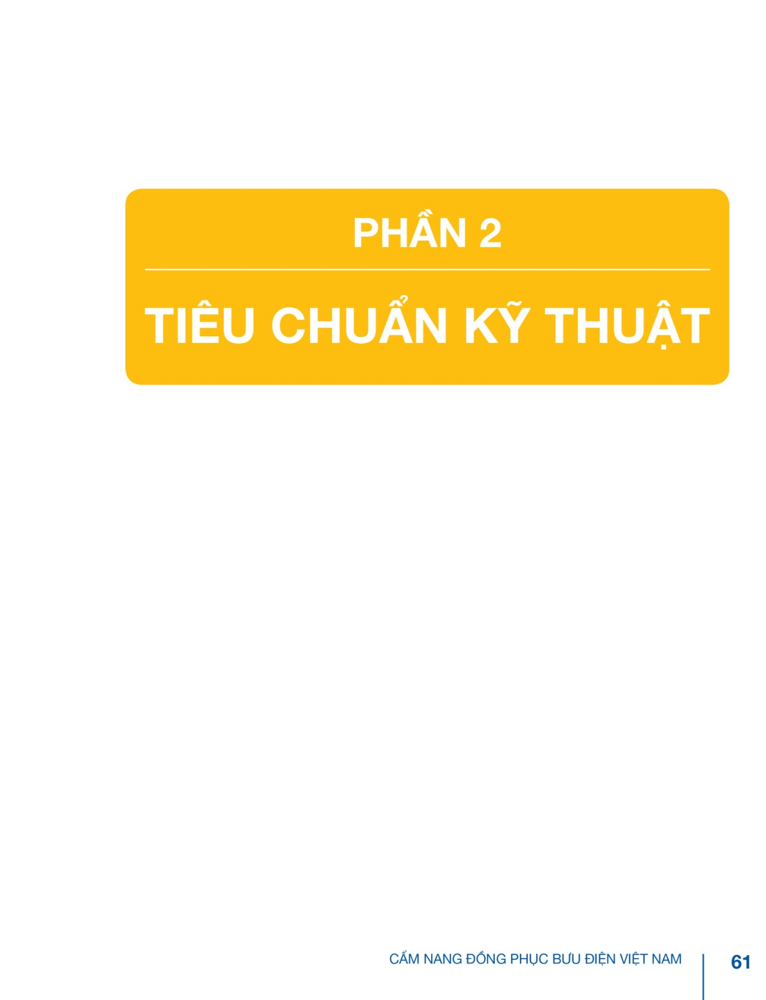 PHẦN 2
TIÊU CHUẨN KỸ THUẬT
CẨM NANG ĐỒNG PHỤC BƯU ĐIỆN VIỆT NAM
61